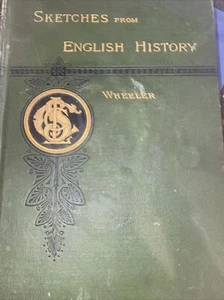 SKETCHES FROM
ENGLISH HISTORY
WHEELER